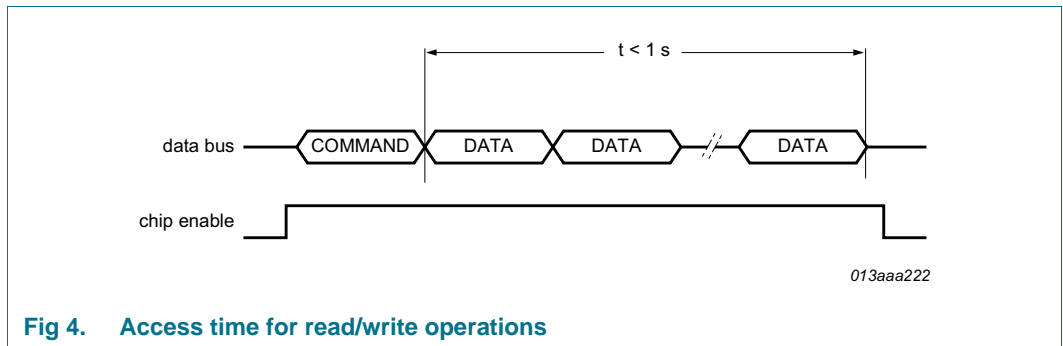 t < 1 s
data bus COMMAND DATA DATA DATA
chip enable
013aaa222
Fig 4. Access time for read/write operations